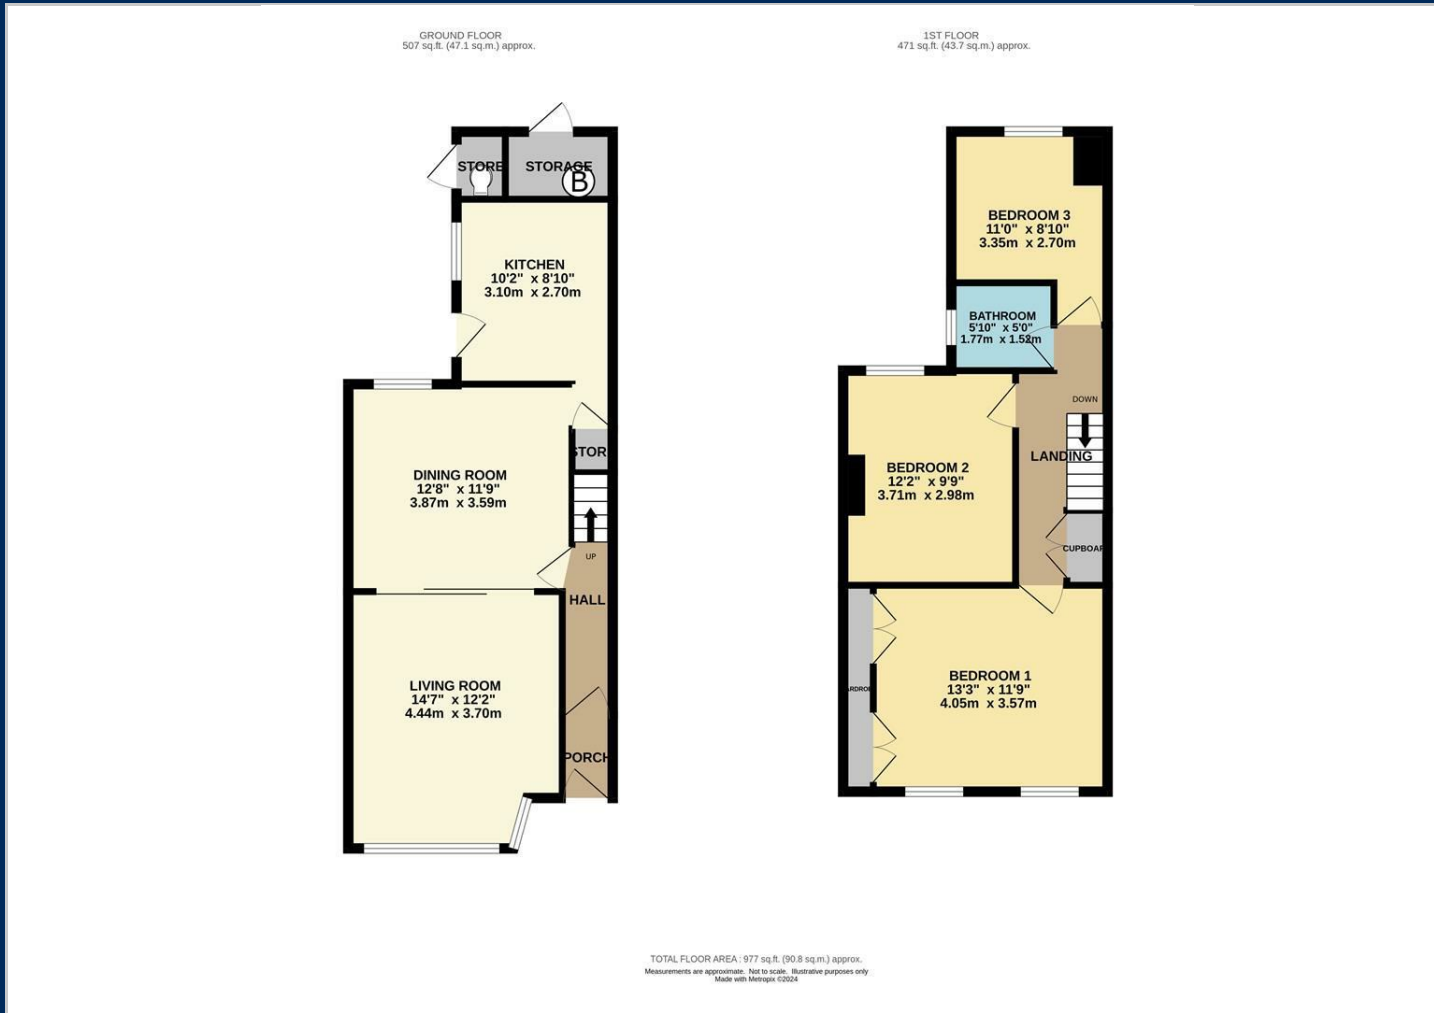 GROUND FLOOR
507 sq.ft. (47.1 sq.m.) approx.
STORE
STORAGE
B
KITCHEN
10'2" x 8'10"
3.10m x 2.70m
STOR
DINING ROOM
12'8" x 11'9"
3.87m x 3.59m
UP
HALL
LIVING ROOM
14'7" x 12'2"
4.44m x 3.70m
PORCH
1ST FLOOR
471 sq.ft. (43.7 sq.m.) approx.
BEDROOM 3
11'0" x 8'10"
3.35m x 2.70m
BATHROOM
5'10" x 5'0"
1.77m x 1.52m
DOWN
LANDING
BEDROOM 2
12'2" x 9'9"
3.71m x 2.98m
CUPBOAR
BEDROOM 1
13'3" x 11'9"
4.05m x 3.57m
TOTAL FLOOR AREA : 977 sq.ft. (90.8 sq.m.) approx.
Measurements are approximate. Not to scale. Illustrative purposes only
Made with Metropix ©2024